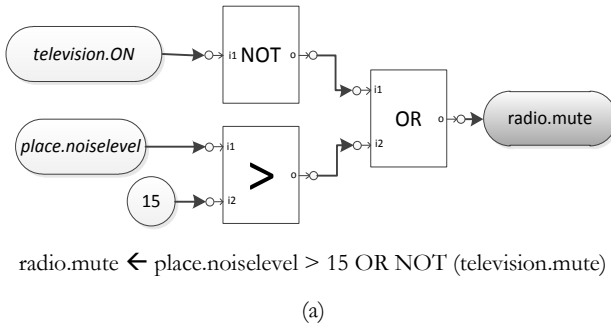 television.ON
i1 NOT o
i1
OR
o
radio.mute
i2
place.noiselevel
i1
>
o
15
i2
radio.mute ← place.noiselevel > 15 OR NOT (television.mute)
(a)